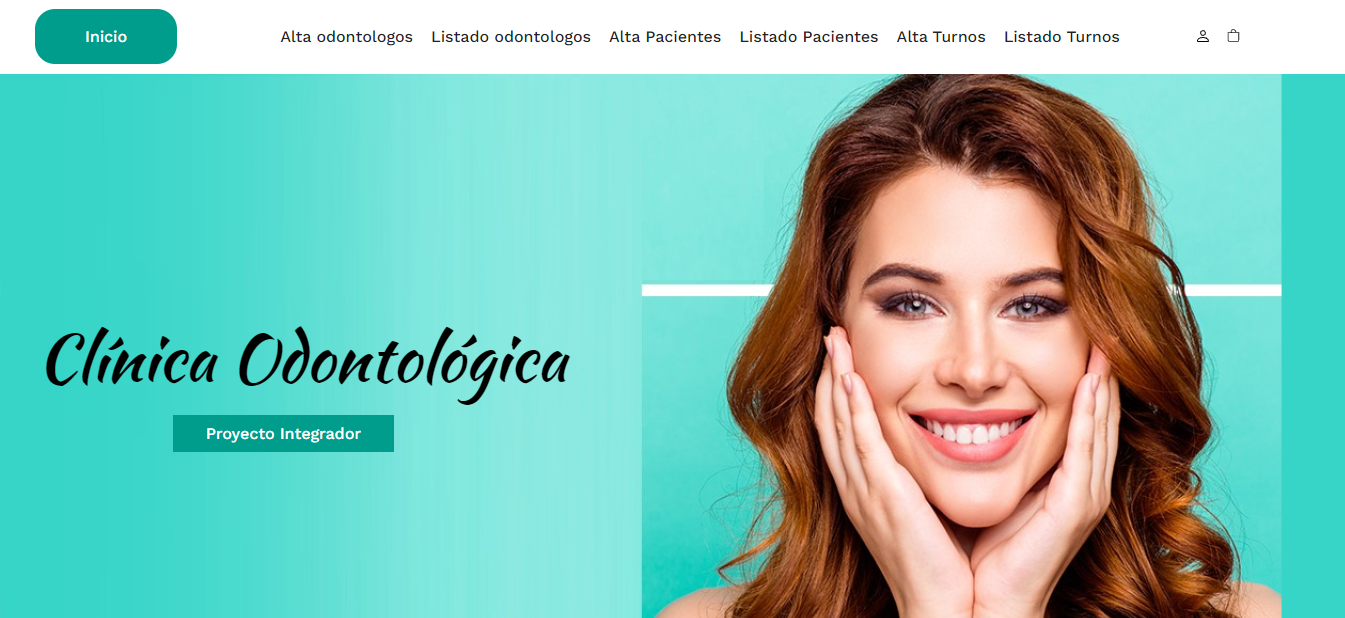 Inicio Alta odontologos Listado odontologos Alta Pacientes Listado Pacientes Alta Turnos Listado Turnos
Clínica Odontológica
Proyecto Integrador